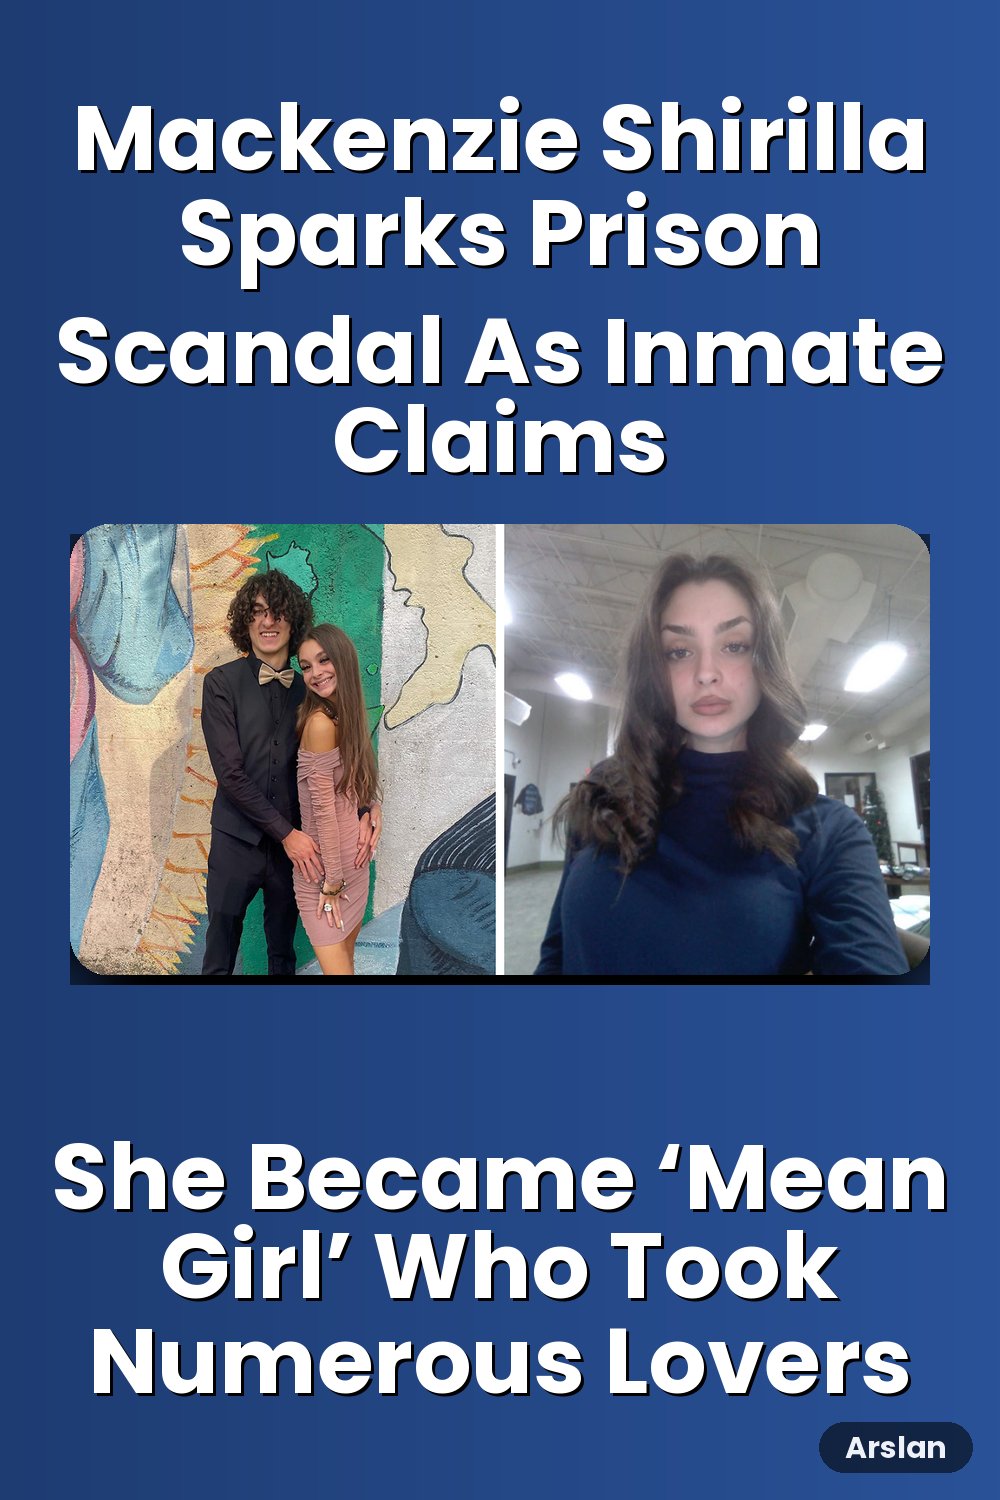 Mackenzie Shirilla
Sparks Prison
Scandal As Inmate
Claims
She Became ‘Mean
Girl’ Who Took
Numerous Lovers
Arslan